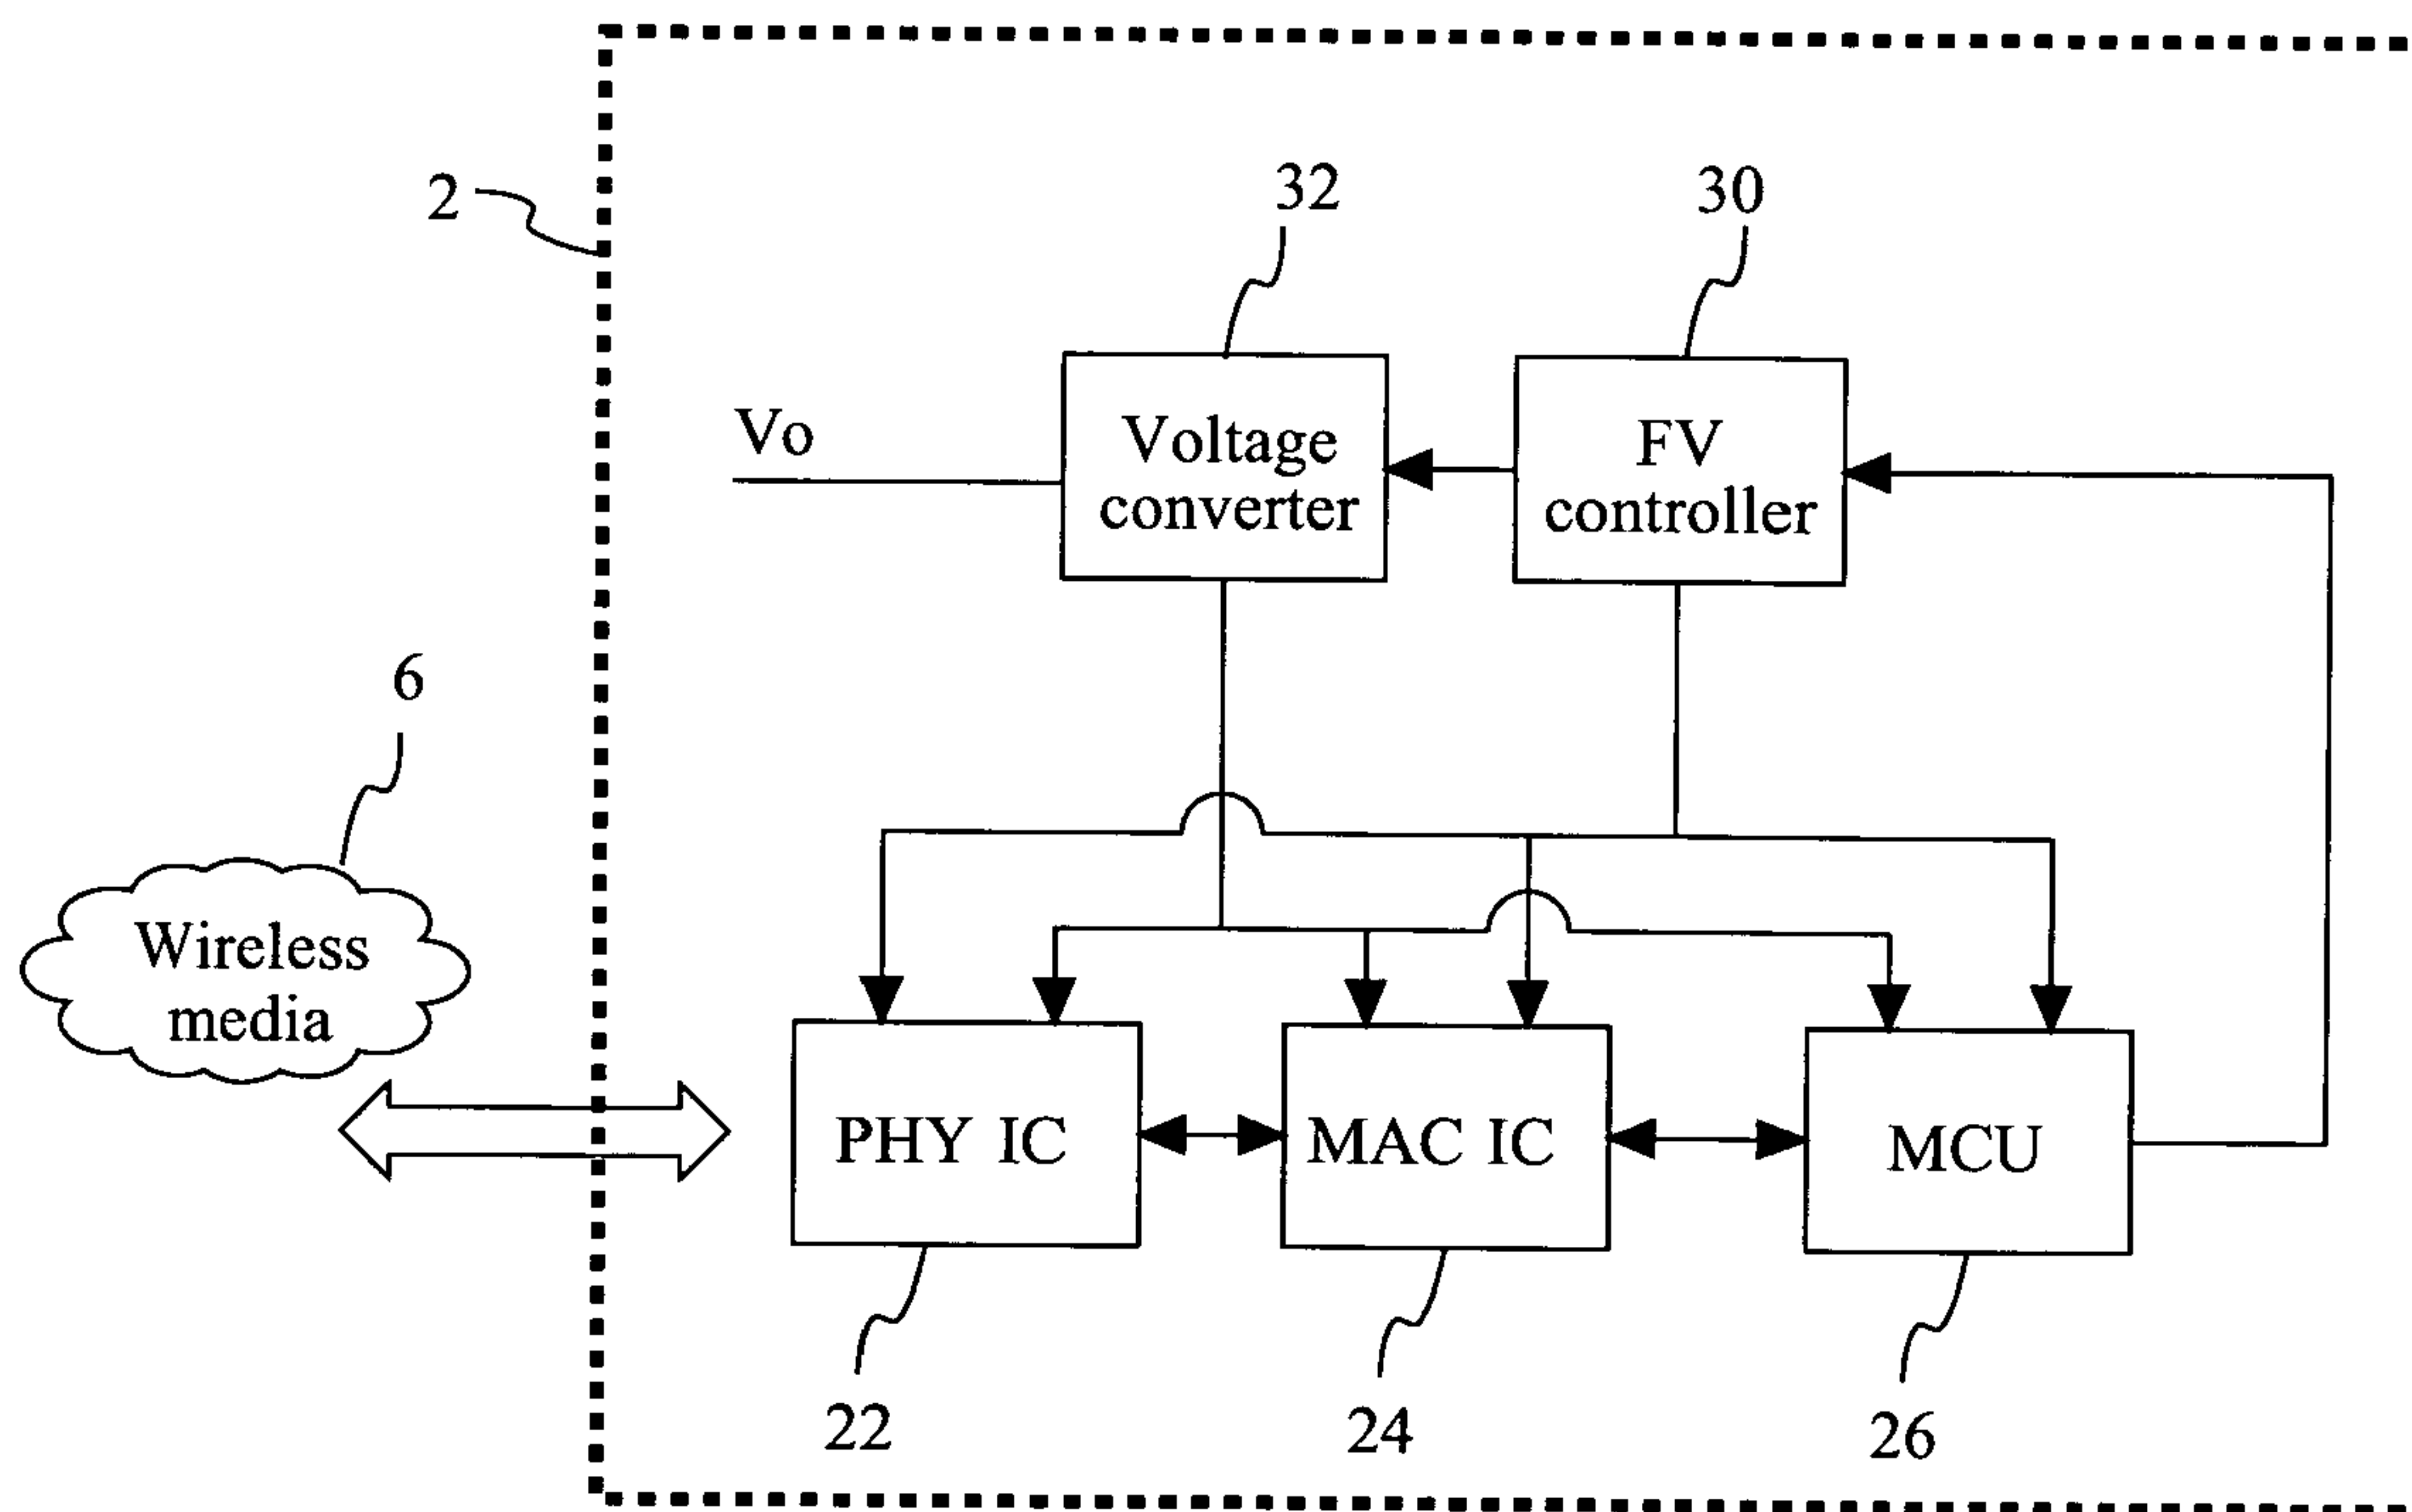 2
32
30
Vo
Voltage
converter
FV
controller
6
Wireless
media
PHY IC
MAC IC
MCU
22
24
26